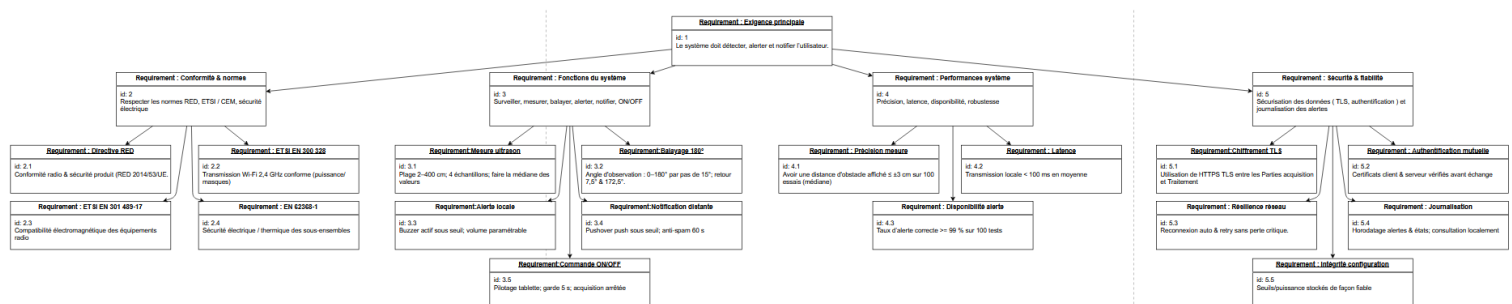 Requirement : Exigence principale
id: 1
Le système doit détecter, alerter et notifier l'utilisateur.
Requirement : Conformité & normes
id: 2
Respecter les normes RED, ETSI / CEM, sécurité
électrique
Requirement : Fonctions du système
id: 3
Surveiller, mesurer, balayer, alerter, notifier, ON/OFF
Requirement : Performances système
id: 4
Précision, latence, disponibilité, robustesse
Requirement : Sécurité & fiabilité
id: 5
Sécurisation des données ( TLS, authentification ) et
journalisation des alertes
Requirement : Directive RED
id: 2.1
Conformité radio & sécurité produit (RED 2014/53/UE.
Requirement : ETSI EN 300 328
id: 2.2
Transmission Wi-Fi 2,4 GHz conforme (puissance/
masques)
Requirement:Mesure ultrason
id: 3.1
Plage 2–400 cm; 4 échantillons; faire la médiane des
valeurs
Requirement:Balayage 180°
id: 3.2
Angle d'observation : 0–180° par pas de 15°; retour
7,5° & 172,5°.
Requirement : Précision mesure
id: 4.1
Avoir une distance d'obstacle affiché ≤ ±3 cm sur 100
essais (médiane)
Requirement : Latence
id: 4.2
Transmission locale < 100 ms en moyenne
Requirement:Chiffrement TLS
id: 5.1
Utilisation de HTTPS TLS entre les Parties acquisition
et Traitement
Requirement : Authentification mutuelle
id: 5.2
Certificats client & serveur vérifiés avant échange
Requirement : ETSI EN 301 489-17
id: 2.3
Compatibilité électromagnétique des équipements
radio
Requirement : EN 62368-1
id: 2.4
Sécurité électrique / thermique des sous-ensembles
Requirement:Alerte locale
id: 3.3
Buzzer actif sous seuil; volume paramétrable
Requirement:Notification distante
id: 3.4
Pushover push sous seuil; anti-spam 60 s
Requirement : Disponibilité alerte
id: 4.3
Taux d'alerte correcte >= 99 % sur 100 tests
Requirement : Résilience réseau
id: 5.3
Reconnexion auto & retry sans perte critique.
Requirement : Journalisation
id: 5.4
Horodatage alertes & états; consultation localement
Requirement:Commande ON/OFF
id: 3.5
Pilotage tablette; garde 5 s; acquisition arrêtée
Requirement : Intégrité configuration
id: 5.5
Seuils/puissance stockés de façon fiable